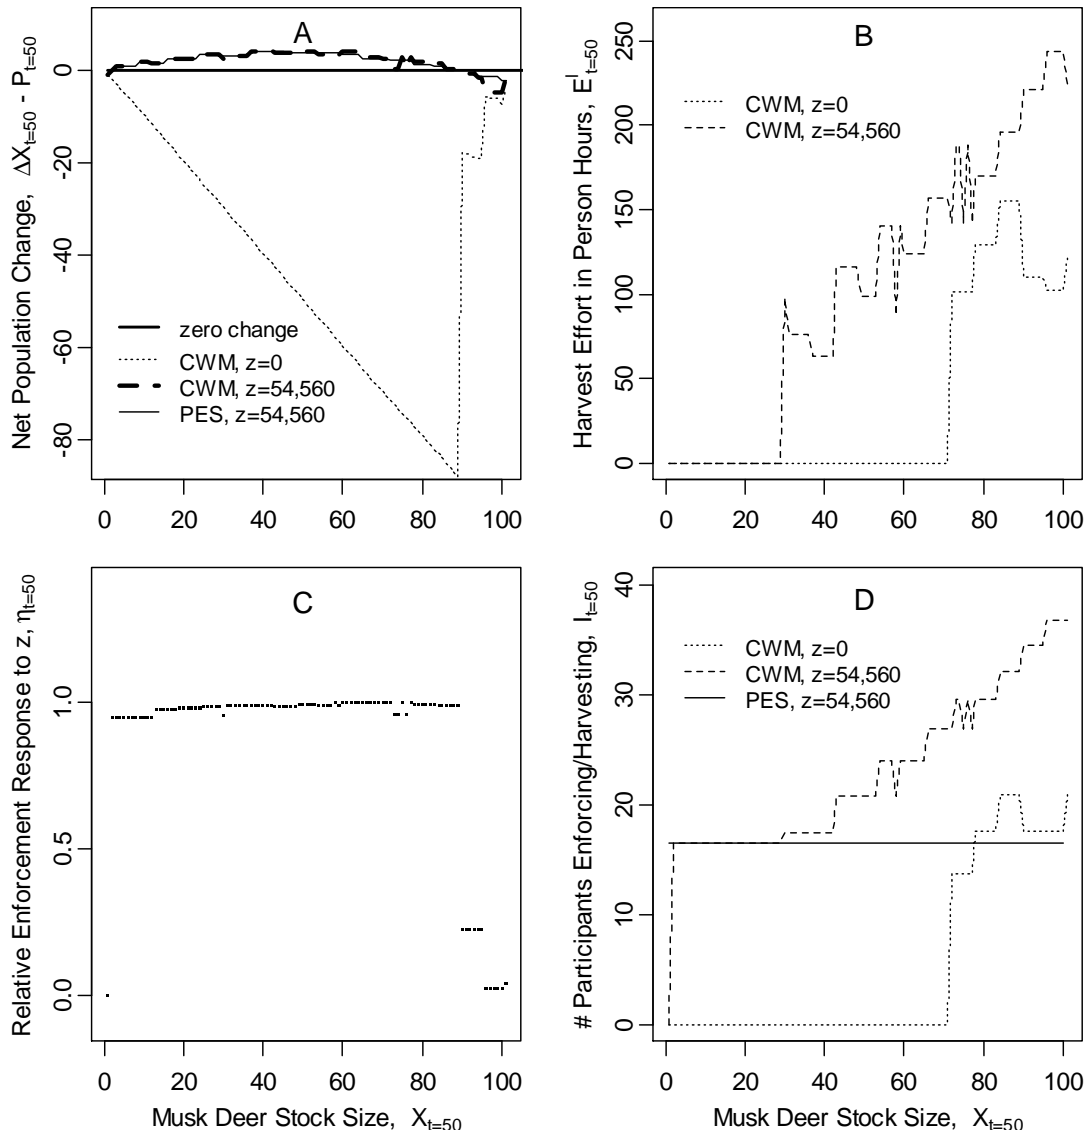 A
Net Population Change, ΔX_{t=50} - P_{t=50}
0
-20
-40
-60
-80
zero change
CWM, z=0
CWM, z=54,560
PES, z=54,560
0 20 40 60 80 100
B
Harvest Effort in Person Hours, E^I_{t=50}
250
200
150
100
50
0
CWM, z=0
CWM, z=54,560
0 20 40 60 80 100
C
Relative Enforcement Response to z, η_{t=50}
1.0
0.5
0.0
0 20 40 60 80 100
Musk Deer Stock Size, X_{t=50}
D
# Participants Enforcing/Harvesting, I_{t=50}
40
30
20
10
0
CWM, z=0
CWM, z=54,560
PES, z=54,560
0 20 40 60 80 100
Musk Deer Stock Size, X_{t=50}